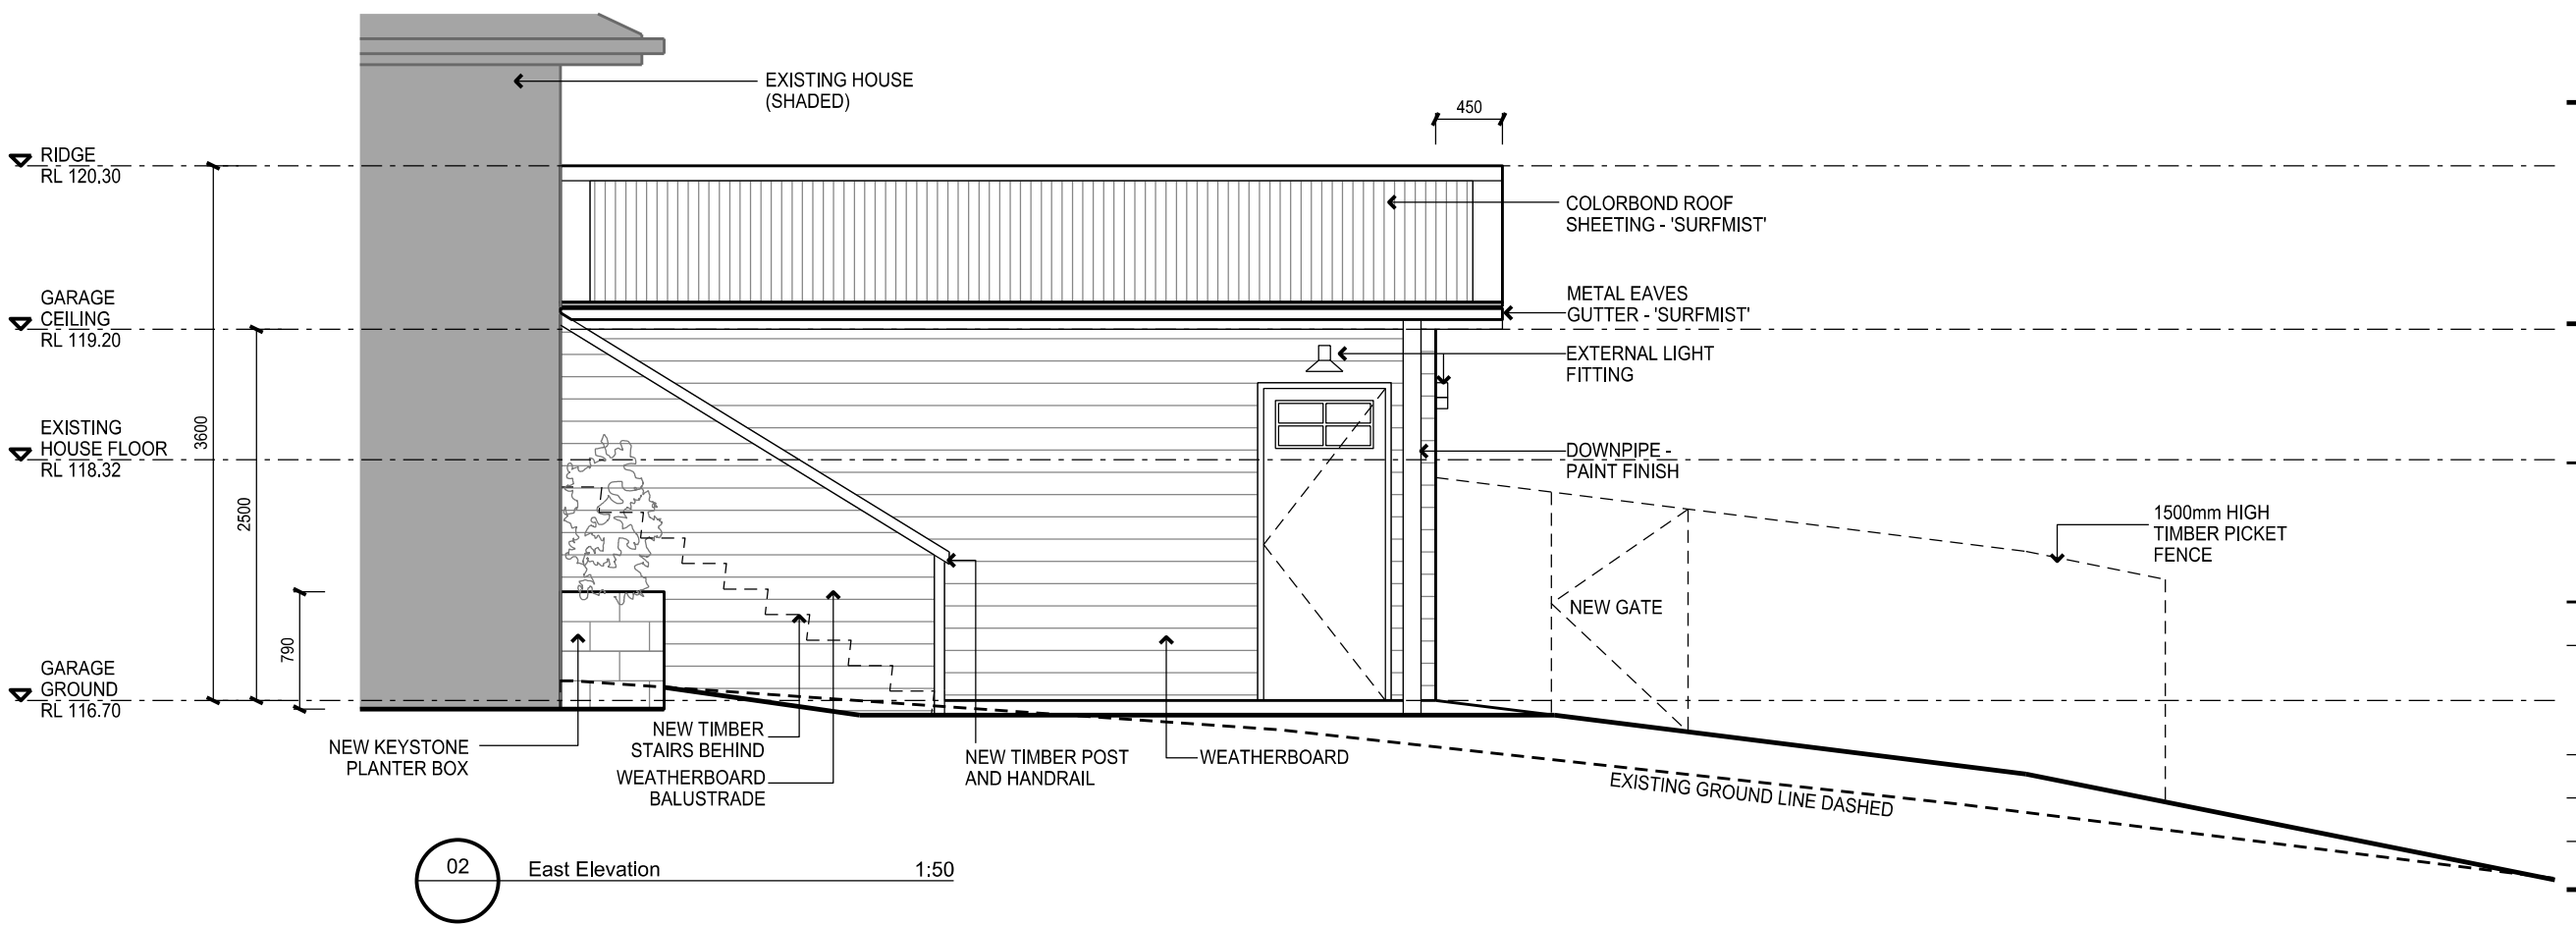 EXISTING HOUSE
(SHADED)
450
RIDGE
RL 120.30
COLORBOND ROOF
SHEETING - 'SURFMIST'
GARAGE
CEILING
RL 119.20
METAL EAVES
GUTTER - 'SURFMIST'
EXTERNAL LIGHT
FITTING
EXISTING
HOUSE FLOOR
RL 118.32
3600
2500
790
DOWNPIPE -
PAINT FINISH
1500mm HIGH
TIMBER PICKET
FENCE
NEW GATE
GARAGE
GROUND
RL 116.70
NEW KEYSTONE
PLANTER BOX
NEW TIMBER
STAIRS BEHIND
WEATHERBOARD
BALUSTRADE
NEW TIMBER POST
AND HANDRAIL
WEATHERBOARD
EXISTING GROUND LINE DASHED
02
East Elevation
1:50